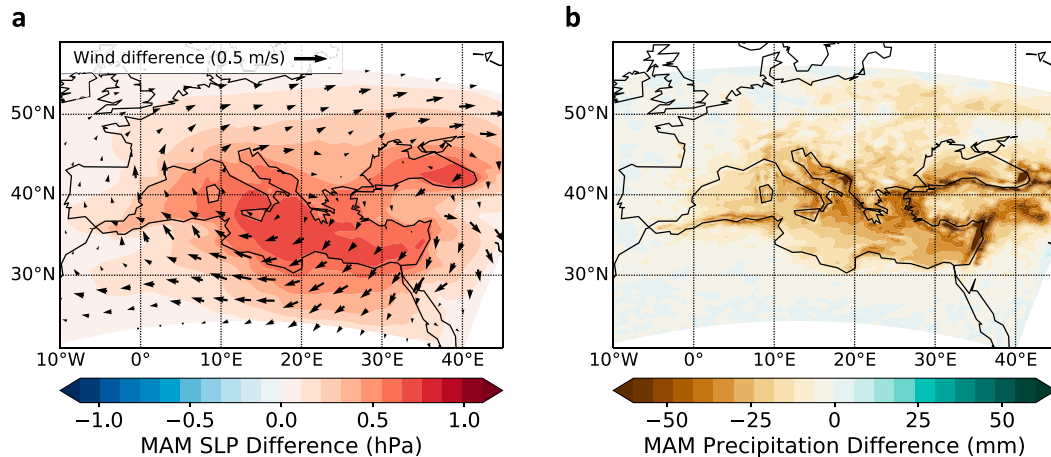 a
b
Wind difference (0.5 m/s)
50°N
40°N
30°N
10°W 0° 10°E 20°E 30°E 40°E
−1.0 −0.5 0.0 0.5 1.0
MAM SLP Difference (hPa)
50°N
40°N
30°N
10°W 0° 10°E 20°E 30°E 40°E
−50 −25 0 25 50
MAM Precipitation Difference (mm)